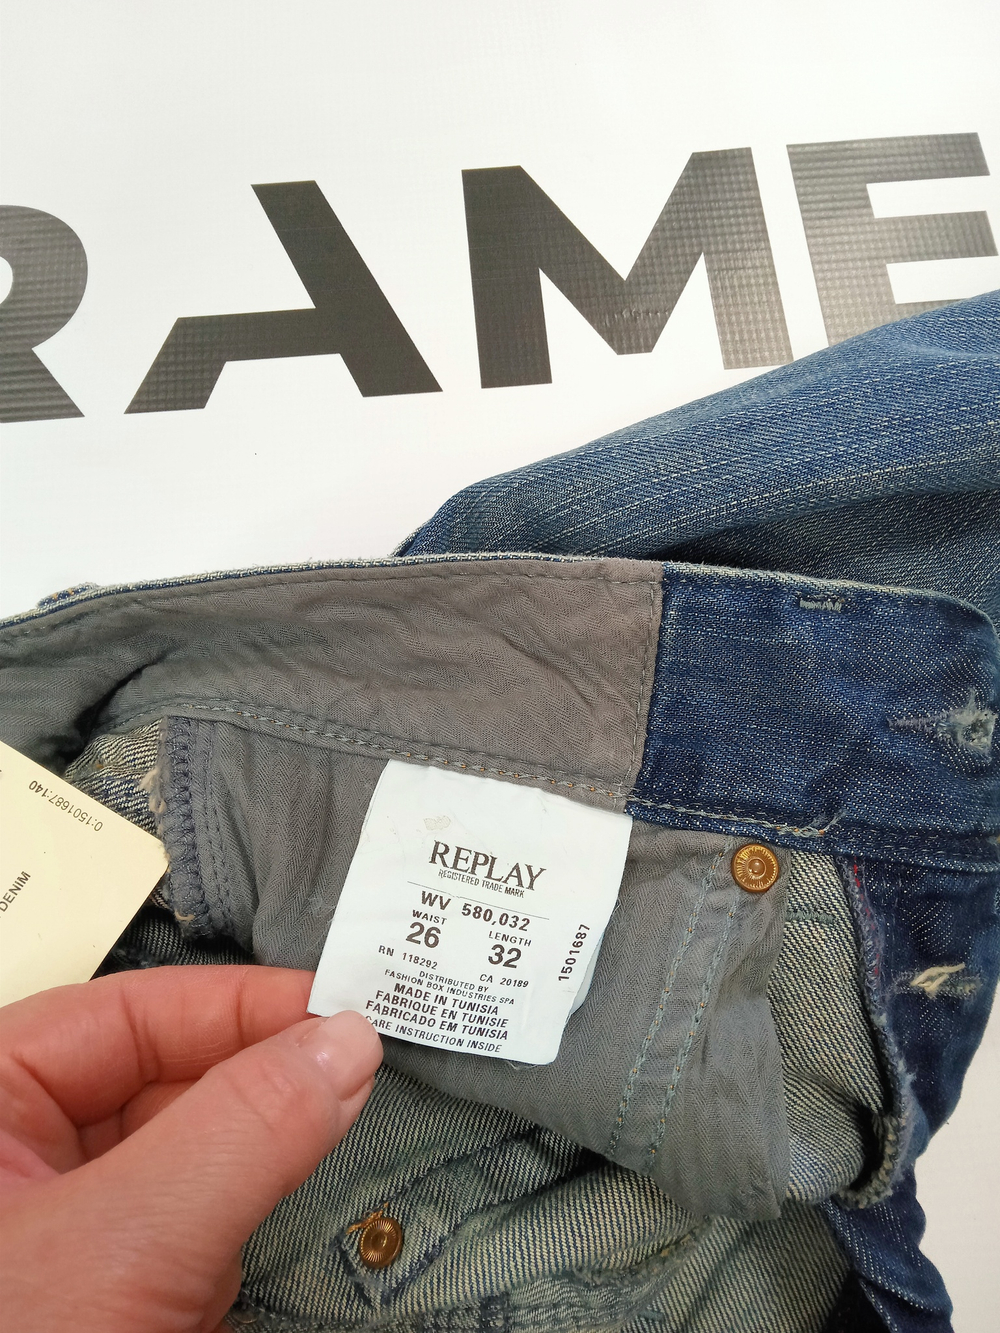 RAME
0:1501687:140
DENIM
REPLAY
REGISTERED TRADE MARK
WV 580,032
WAIST LENGTH
26 32
RN 118292 CA 20189
1501687
DISTRIBUTED BY
FASHION BOX INDUSTRIES SPA
MADE IN TUNISIA
FABRIQUE EN TUNISIE
FABRICADO EM TUNISIA
CARE INSTRUCTION INSIDE